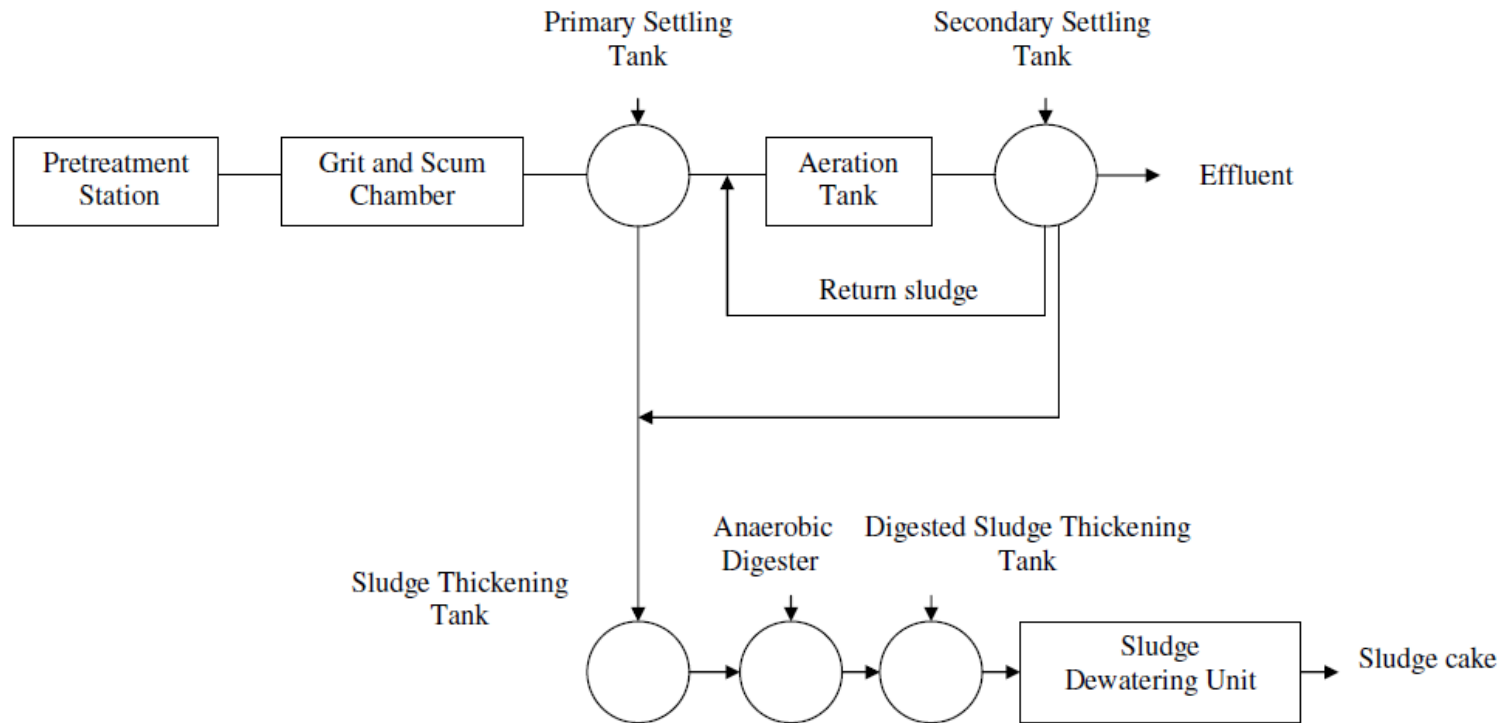 Primary Settling
Tank
Secondary Settling
Tank
Pretreatment
Station
Grit and Scum
Chamber
Aeration
Tank
Effluent
Return sludge
Anaerobic
Digester
Digested Sludge Thickening
Tank
Sludge Thickening
Tank
Sludge
Dewatering Unit
Sludge cake